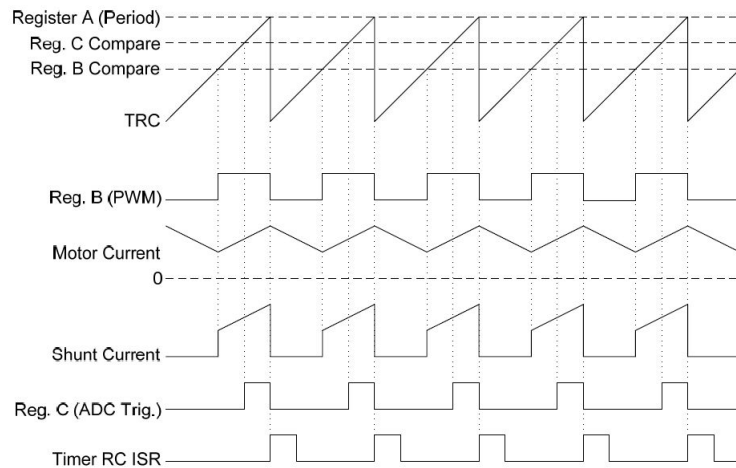 Register A (Period)
Reg. C Compare
Reg. B Compare
TRC
Reg. B (PWM)
Motor Current
0
Shunt Current
Reg. C (ADC Trig.)
Timer RC ISR